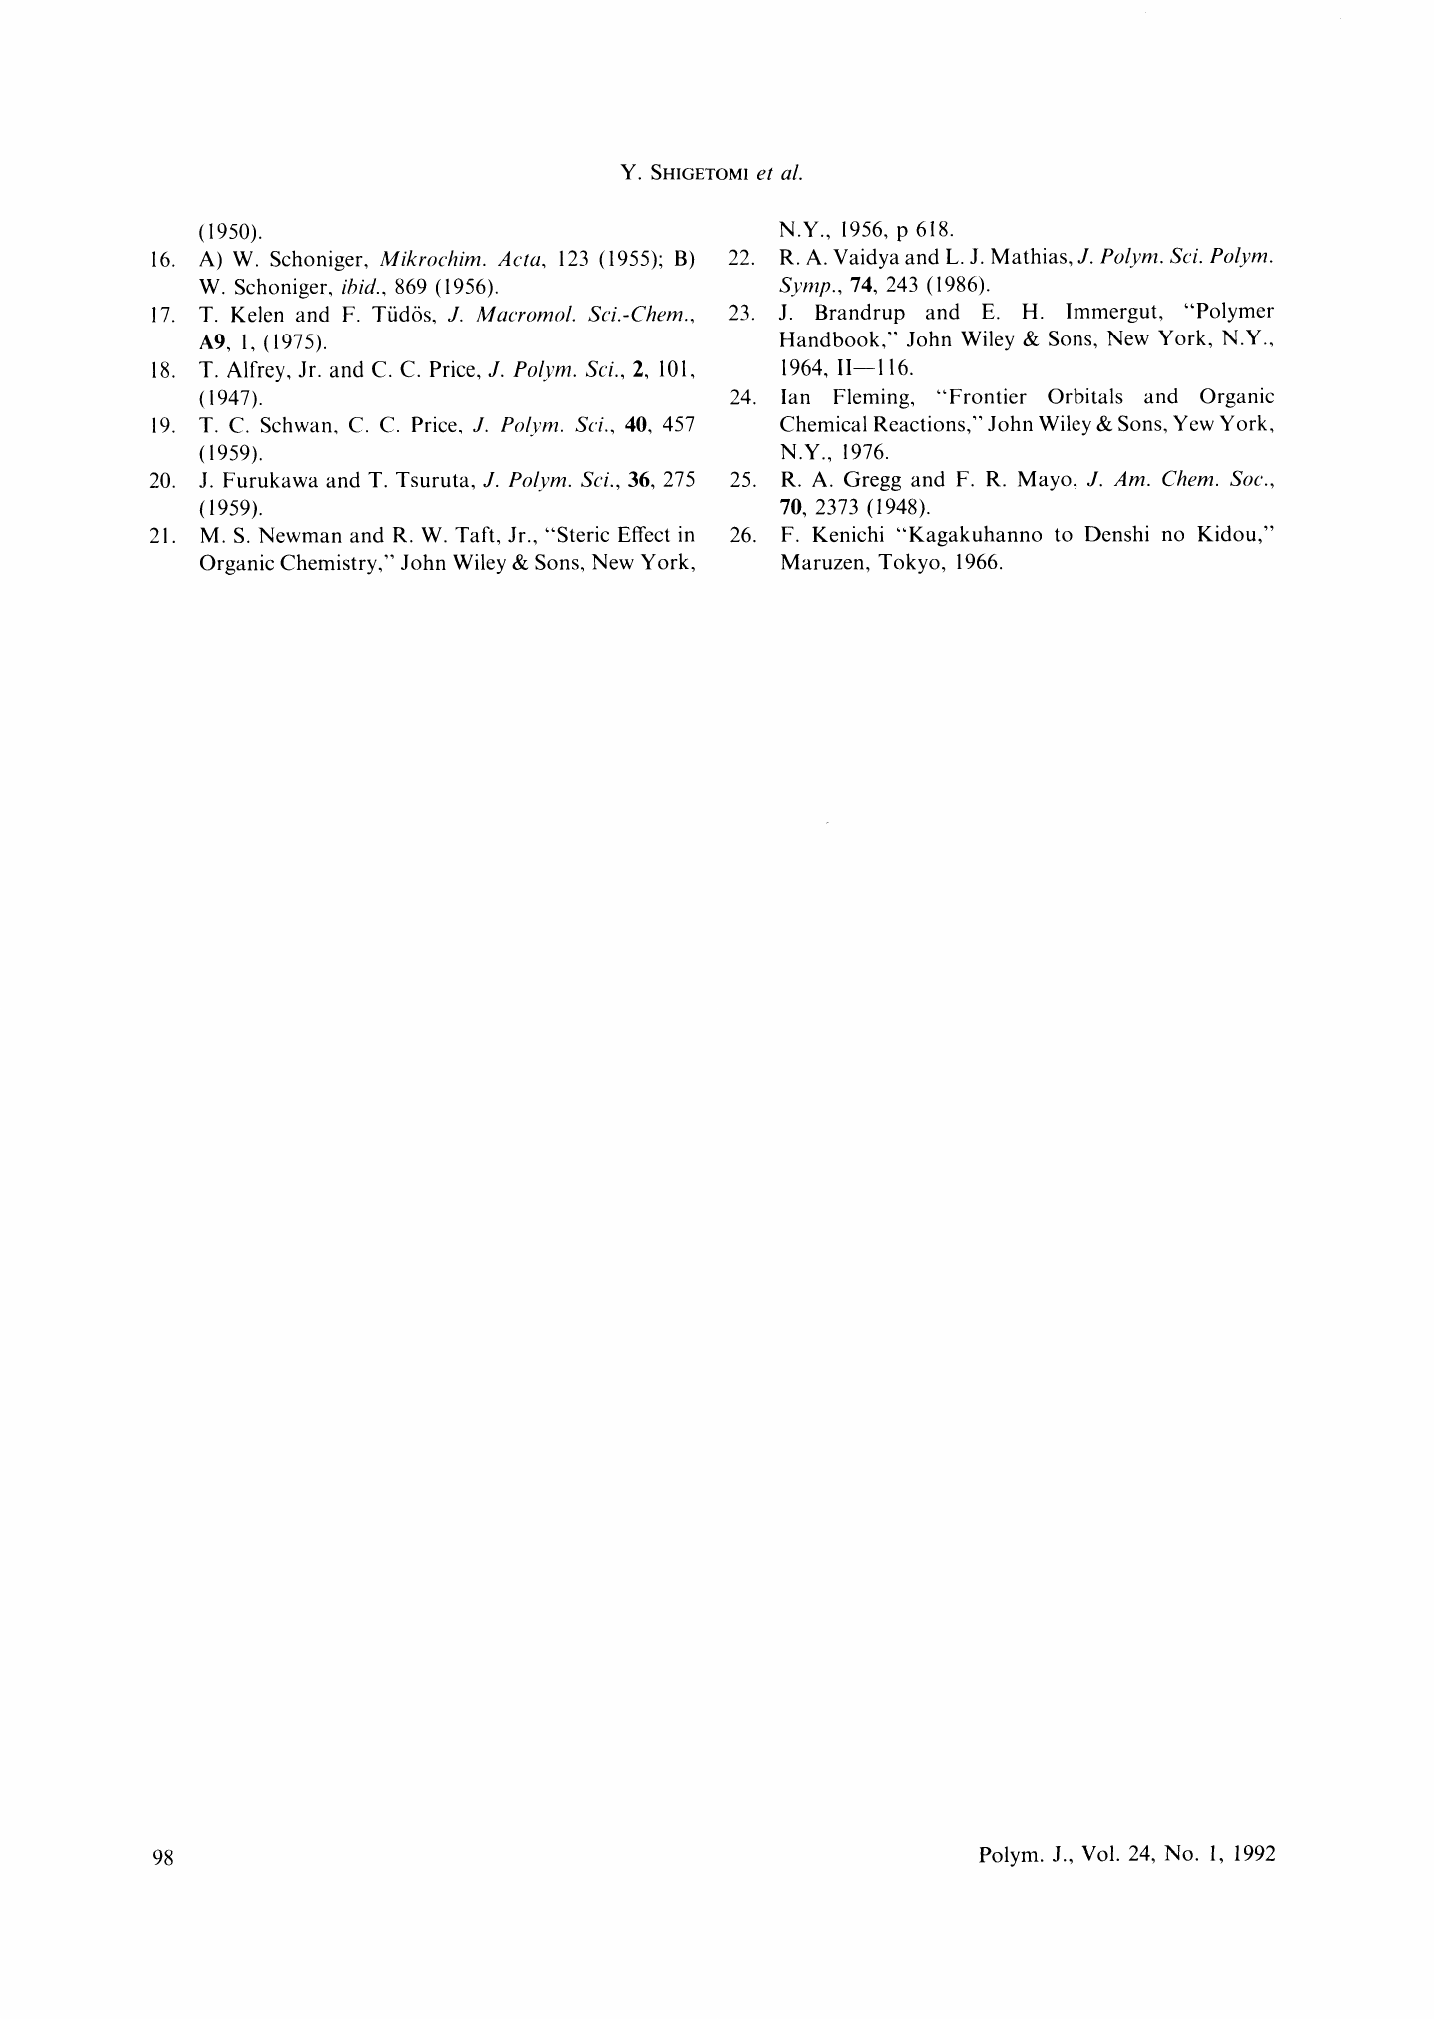 Y. SHIGETOMI et al.
(1950).
16. A) W. Schoniger, Mikrochim. Acta, 123 (1955); B)
W. Schoniger, ibid., 869 (1956).
17. T. Kelen and F. Tüdös, J. Macromol. Sci.-Chem.,
A9, 1, (1975).
18. T. Alfrey, Jr. and C. C. Price, J. Polym. Sci., 2, 101,
(1947).
19. T. C. Schwan, C. C. Price, J. Polym. Sci., 40, 457
(1959).
20. J. Furukawa and T. Tsuruta, J. Polym. Sci., 36, 275
(1959).
21. M. S. Newman and R. W. Taft, Jr., “Steric Effect in
Organic Chemistry,” John Wiley & Sons, New York,
N.Y., 1956, p 618.
22. R. A. Vaidya and L. J. Mathias, J. Polym. Sci. Polym.
Symp., 74, 243 (1986).
23. J. Brandrup and E. H. Immergut, “Polymer
Handbook,” John Wiley & Sons, New York, N.Y.,
1964, II—116.
24. Ian Fleming, “Frontier Orbitals and Organic
Chemical Reactions,” John Wiley & Sons, Yew York,
N.Y., 1976.
25. R. A. Gregg and F. R. Mayo, J. Am. Chem. Soc.,
70, 2373 (1948).
26. F. Kenichi “Kagakuhanno to Denshi no Kidou,”
Maruzen, Tokyo, 1966.
98
Polym. J., Vol. 24, No. 1, 1992